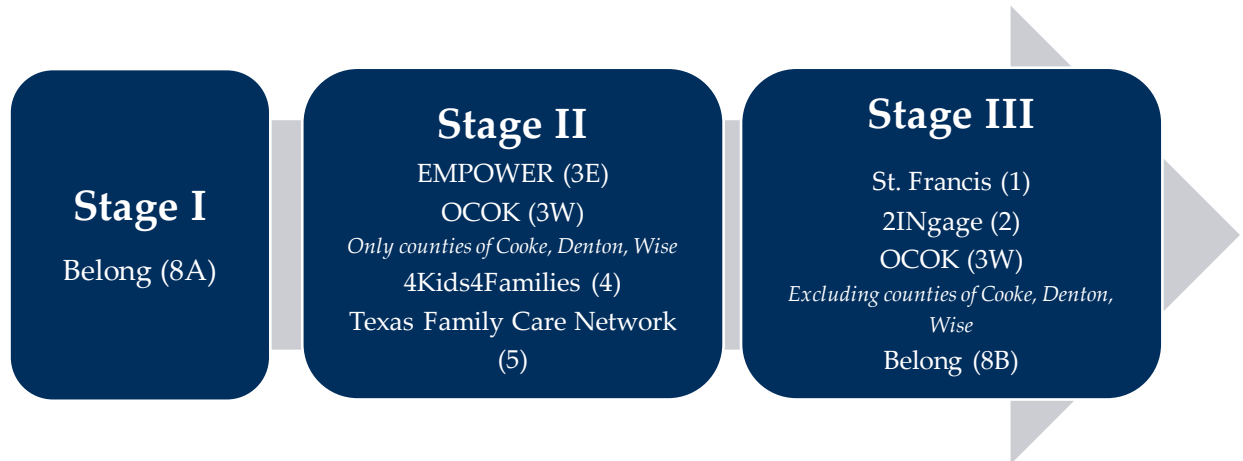 Stage I
Belong (8A)
Stage II
EMPOWER (3E)
OCOK (3W)
Only counties of Cooke, Denton, Wise
4Kids4Families (4)
Texas Family Care Network
(5)
Stage III
St. Francis (1)
2INgage (2)
OCOK (3W)
Excluding counties of Cooke, Denton,
Wise
Belong (8B)